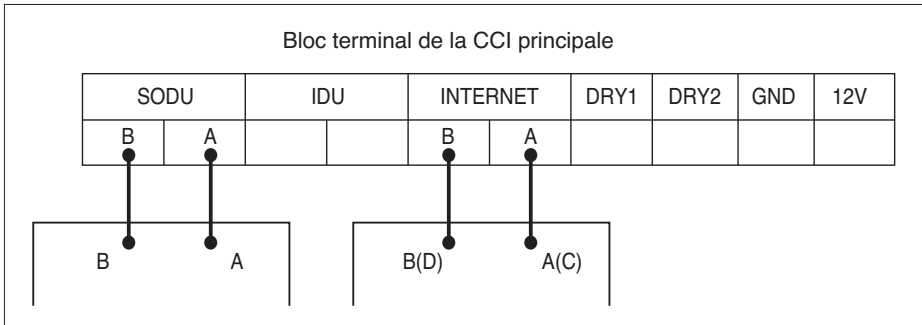 Bloc terminal de la CCI principale
SODU IDU INTERNET DRY1 DRY2 GND 12V
B A B A
B A B(D) A(C)